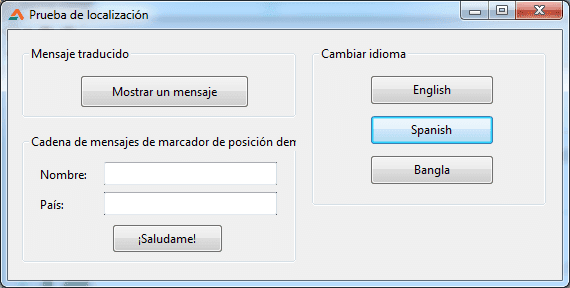 Prueba de localización
Mensaje traducido
Mostrar un mensaje
Cadena de mensajes de marcador de posición
Nombre:
País:
¡Saludame!
Cambiar idioma
English
Spanish
Bangla